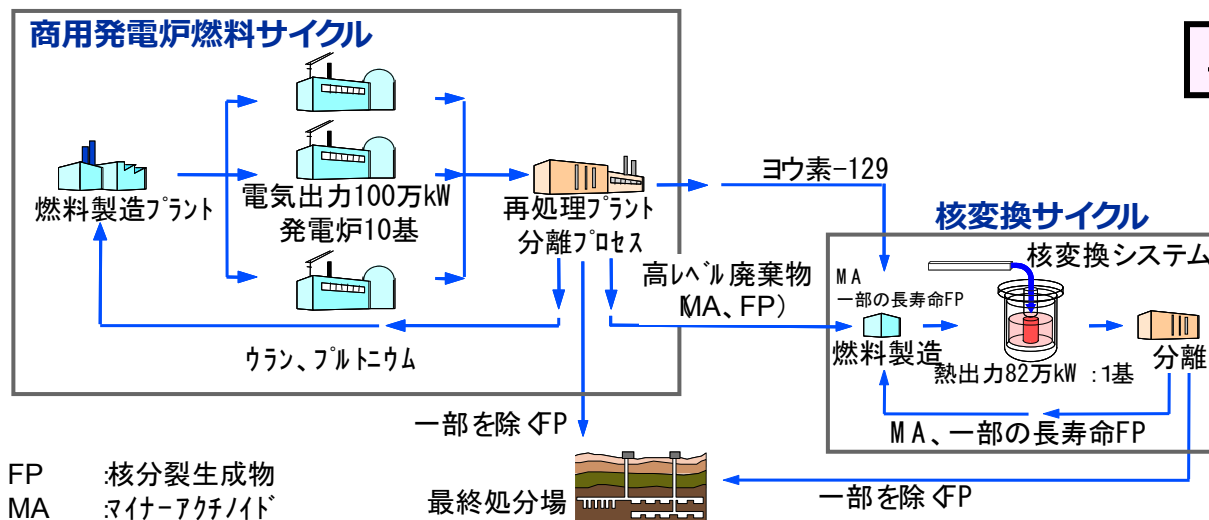 商用発電炉燃料サイクル
燃料製造プラント
電気出力100万kW
発電炉10基
再処理プラント
分離プロセス
ウラン、プルトニウム
ヨウ素-129
高レベル廃棄物
(MA、FP)
核変換サイクル
核変換システム
MA
一部の長寿命FP
燃料製造
熱出力82万kW :1基
分離
MA、一部の長寿命FP
一部を除くFP
最終処分場
一部を除くFP
FP :核分裂生成物
MA :マイナーアクチノイド